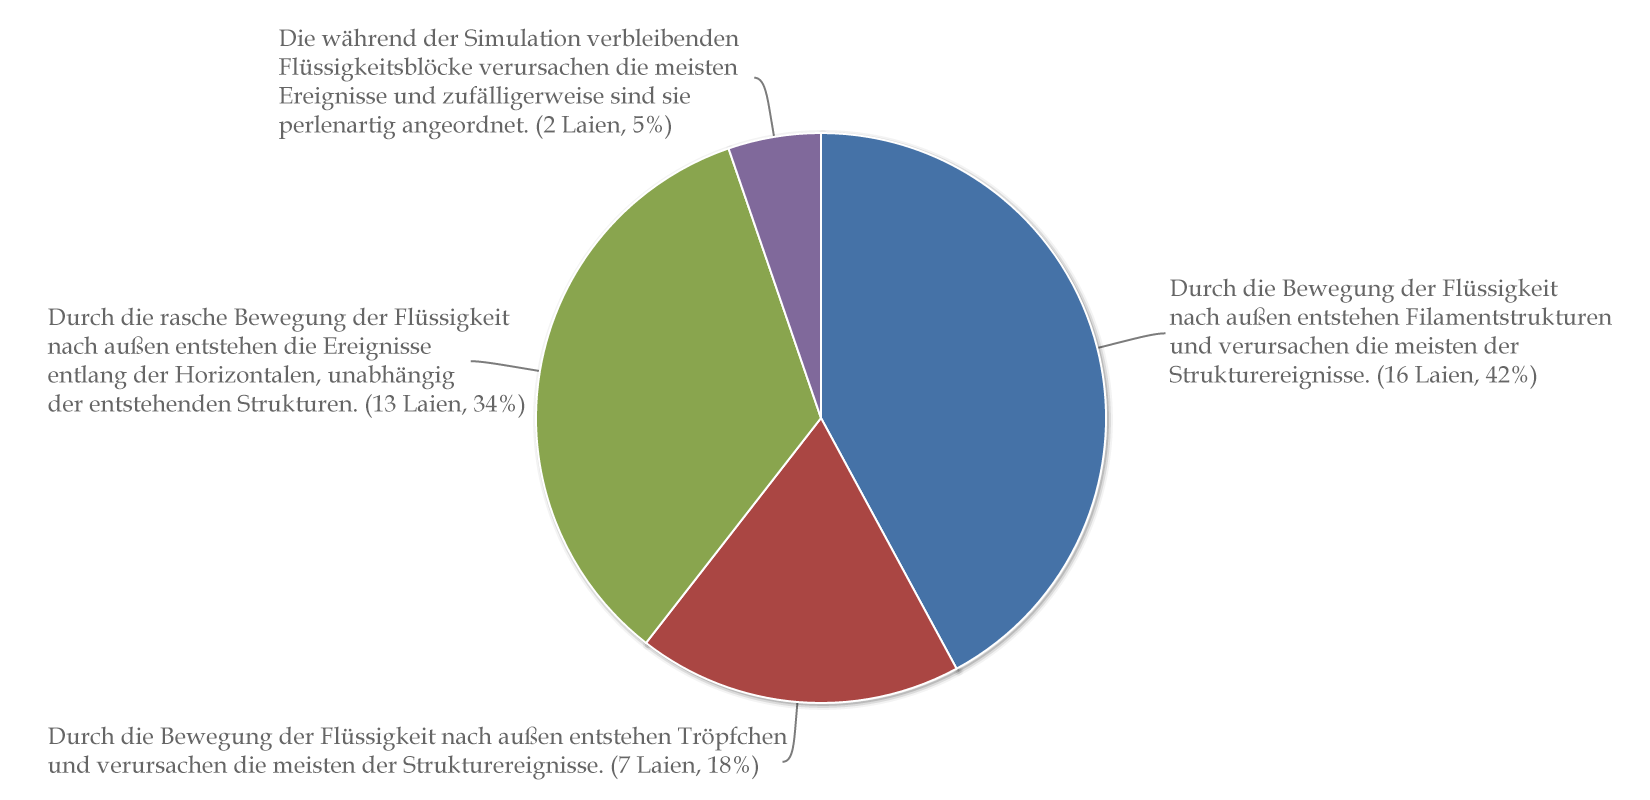 Die während der Simulation verbleibenden
Flüssigkeitsblöcke verursachen die meisten
Ereignisse und zufälligerweise sind sie
perlenartig angeordnet. (2 Laien, 5%)
Durch die Bewegung der Flüssigkeit
nach außen entstehen Filamentstrukturen
und verursachen die meisten der
Strukturereignisse. (16 Laien, 42%)
Durch die rasche Bewegung der Flüssigkeit
nach außen entstehen die Ereignisse
entlang der Horizontalen, unabhängig
der entstehenden Strukturen. (13 Laien, 34%)
Durch die Bewegung der Flüssigkeit nach außen entstehen Tröpfchen
und verursachen die meisten der Strukturereignisse. (7 Laien, 18%)